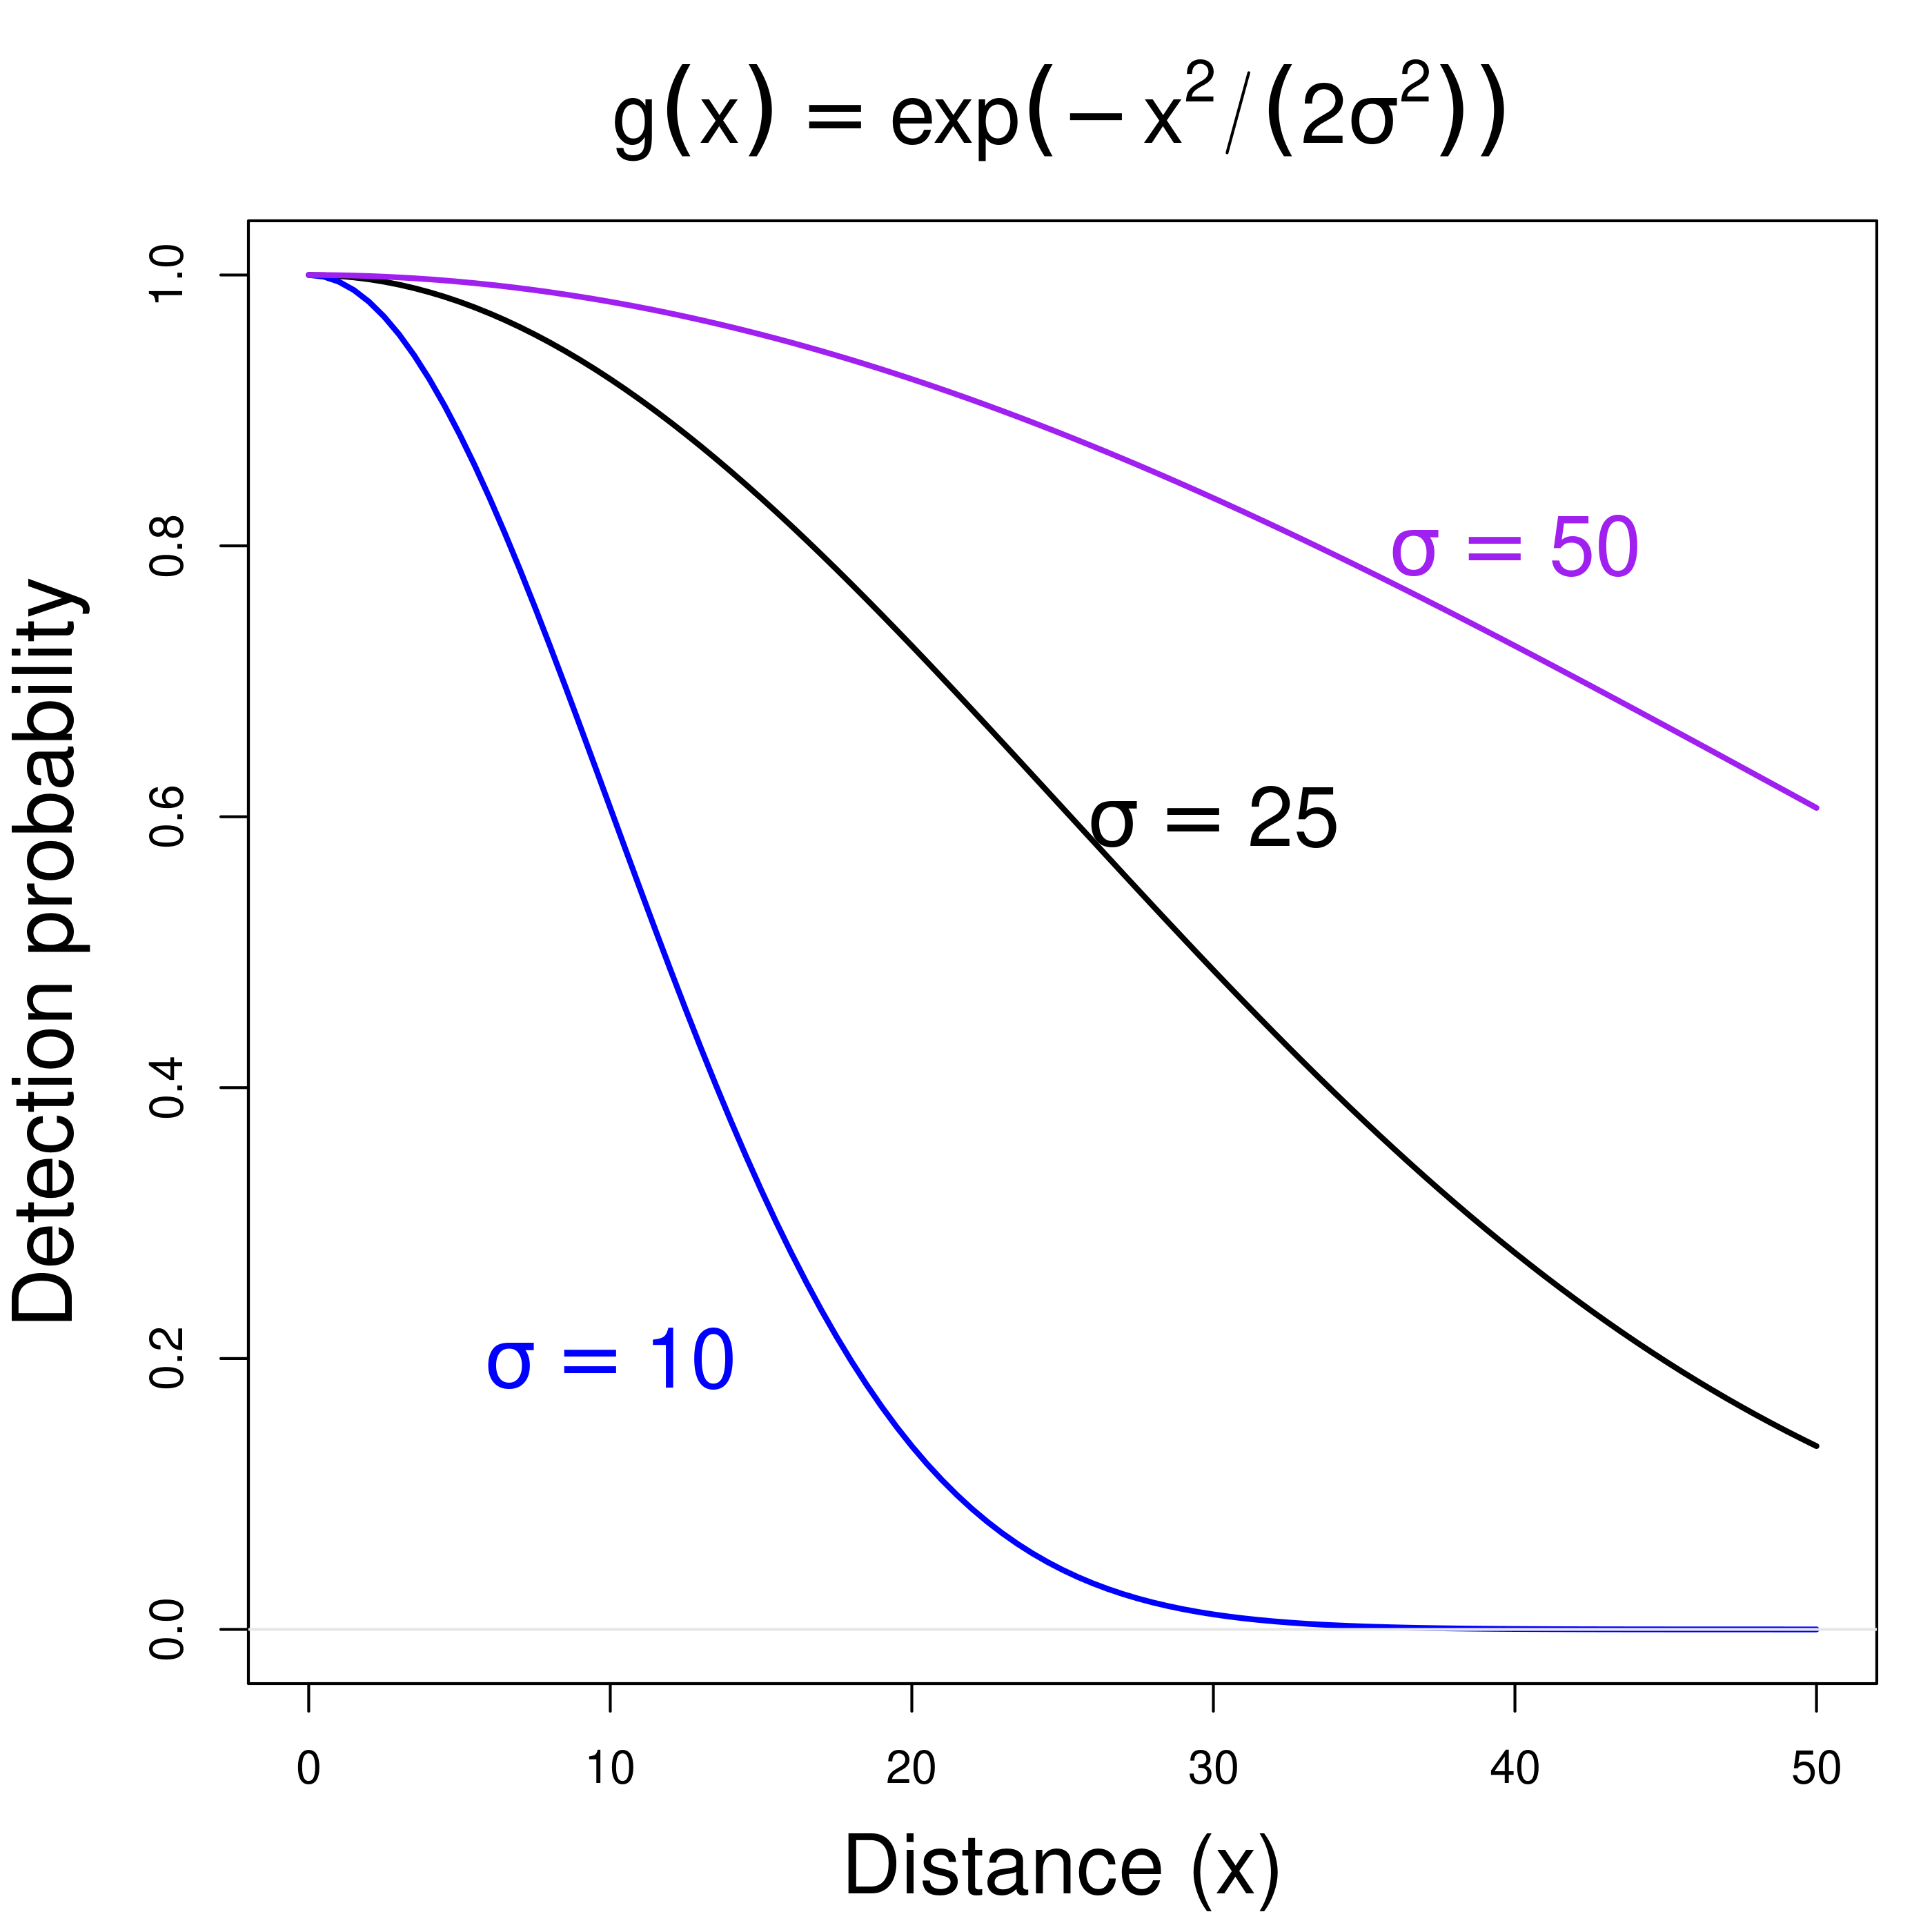 g(x) = exp(− x²/(2σ²))
Detection probability
1.0
0.8
0.6
0.4
0.2
0.0
σ = 50
σ = 25
σ = 10
0 10 20 30 40 50
Distance (x)